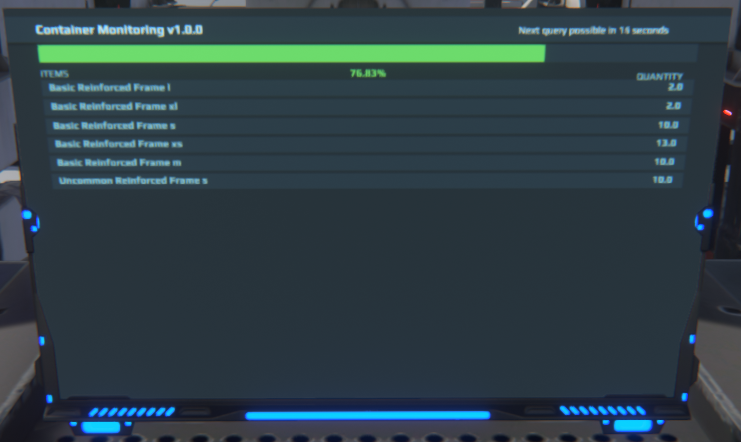 Container Monitoring v1.0.0
Next query possible in 16 seconds
76.83%
ITEMS QUANTITY
Basic Reinforced Frame l 2.0
Basic Reinforced Frame xl 2.0
Basic Reinforced Frame s 10.0
Basic Reinforced Frame xs 13.0
Basic Reinforced Frame m 10.0
Uncommon Reinforced Frame s 10.0